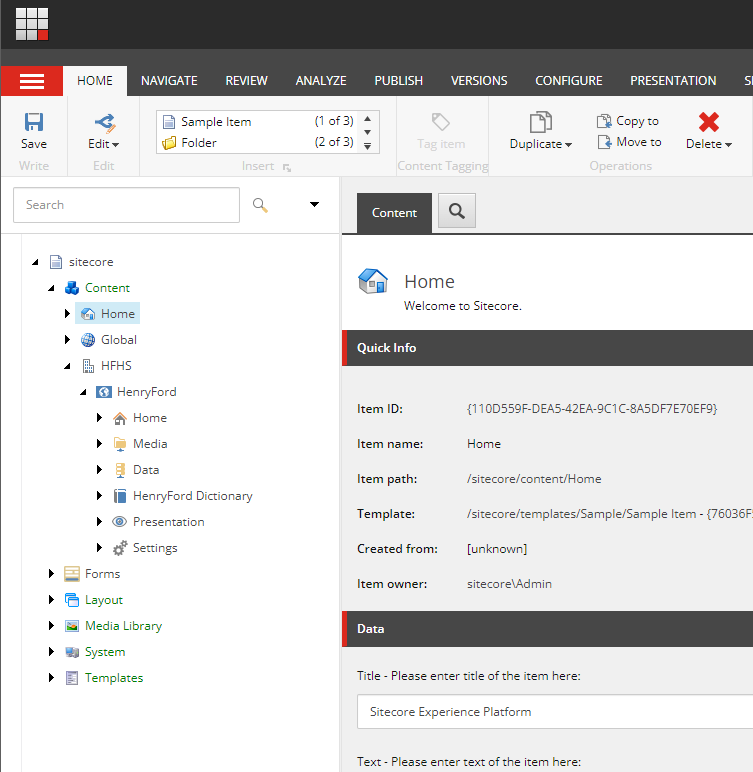 HOME NAVIGATE REVIEW ANALYZE PUBLISH VERSIONS CONFIGURE PRESENTATION
Save
Write
Edit
Edit
Sample Item (1 of 3)
Folder (2 of 3)
Insert
Tag item
Content Tagging
Duplicate
Copy to
Move to
Delete
Operations
Search
sitecore
Content
Home
Global
HFHS
HenryFord
Home
Media
Data
HenryFord Dictionary
Presentation
Settings
Forms
Layout
Media Library
System
Templates
Content
Home
Welcome to Sitecore.
Quick Info
Item ID: {110D559F-DEA5-42EA-9C1C-8A5DF7E70EF9}
Item name: Home
Item path: /sitecore/content/Home
Template: /sitecore/templates/Sample/Sample Item - {76036F5
Created from: [unknown]
Item owner: sitecore\Admin
Data
Title - Please enter title of the item here:
Sitecore Experience Platform
Text - Please enter text of the item here: